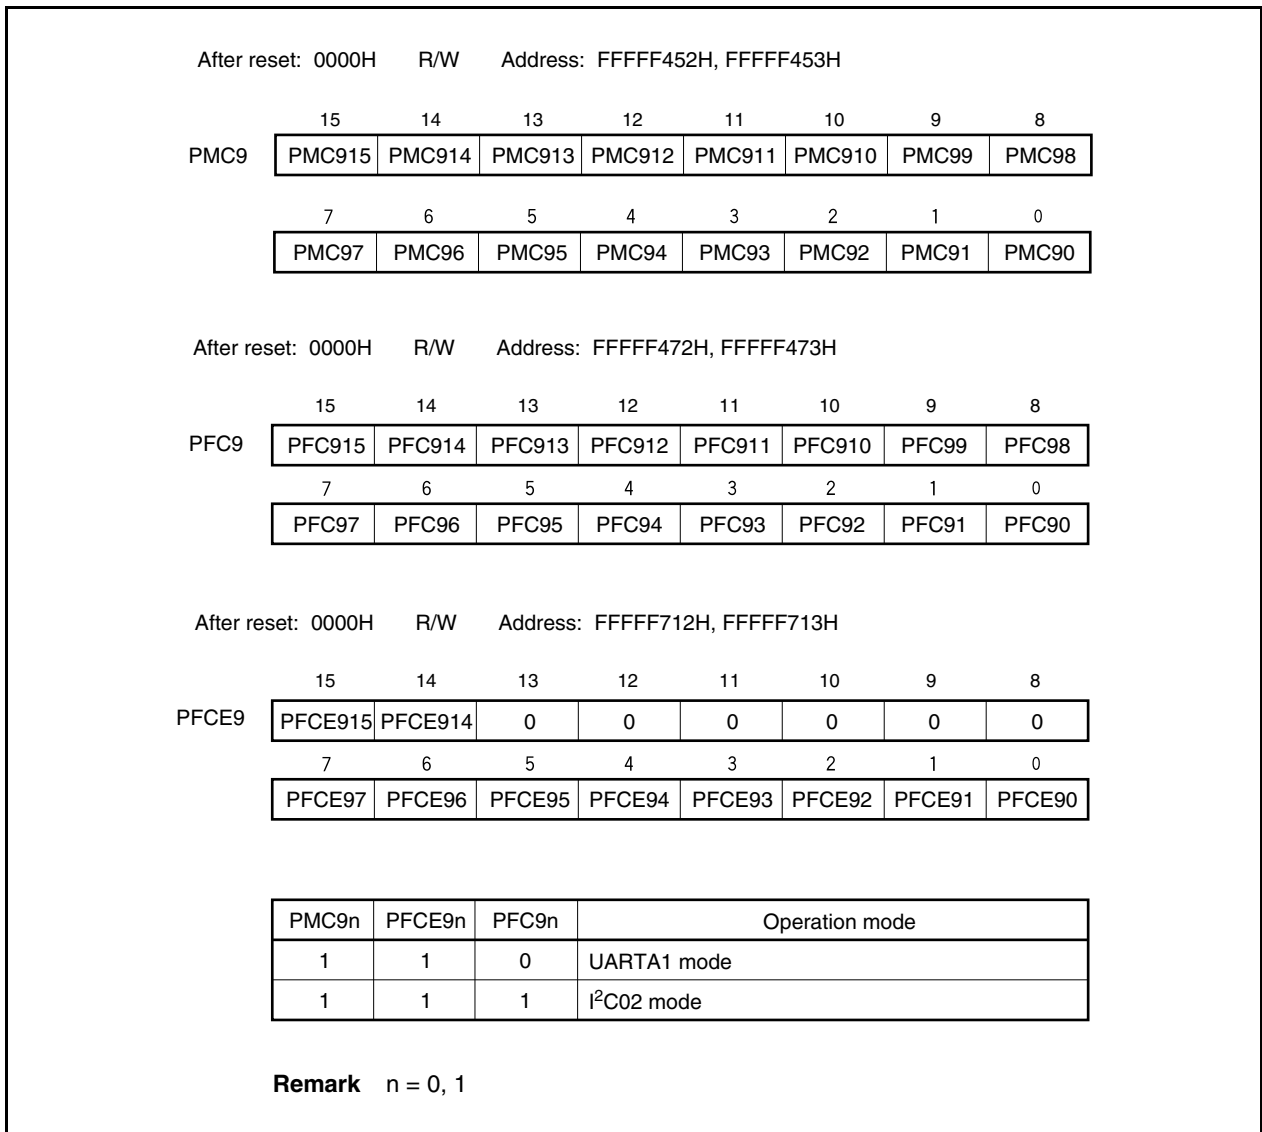 After reset: 0000H R/W Address: FFFFF452H, FFFFF453H
15 14 13 12 11 10 9 8
PMC9 PMC915 PMC914 PMC913 PMC912 PMC911 PMC910 PMC99 PMC98
7 6 5 4 3 2 1 0
PMC97 PMC96 PMC95 PMC94 PMC93 PMC92 PMC91 PMC90
After reset: 0000H R/W Address: FFFFF472H, FFFFF473H
15 14 13 12 11 10 9 8
PFC9 PFC915 PFC914 PFC913 PFC912 PFC911 PFC910 PFC99 PFC98
7 6 5 4 3 2 1 0
PFC97 PFC96 PFC95 PFC94 PFC93 PFC92 PFC91 PFC90
After reset: 0000H R/W Address: FFFFF712H, FFFFF713H
15 14 13 12 11 10 9 8
PFCE9 PFCE915 PFCE914 0 0 0 0 0 0
7 6 5 4 3 2 1 0
PFCE97 PFCE96 PFCE95 PFCE94 PFCE93 PFCE92 PFCE91 PFCE90
PMC9n PFCE9n PFC9n Operation mode
1 1 0 UARTA1 mode
1 1 1 I²C02 mode
Remark n = 0, 1